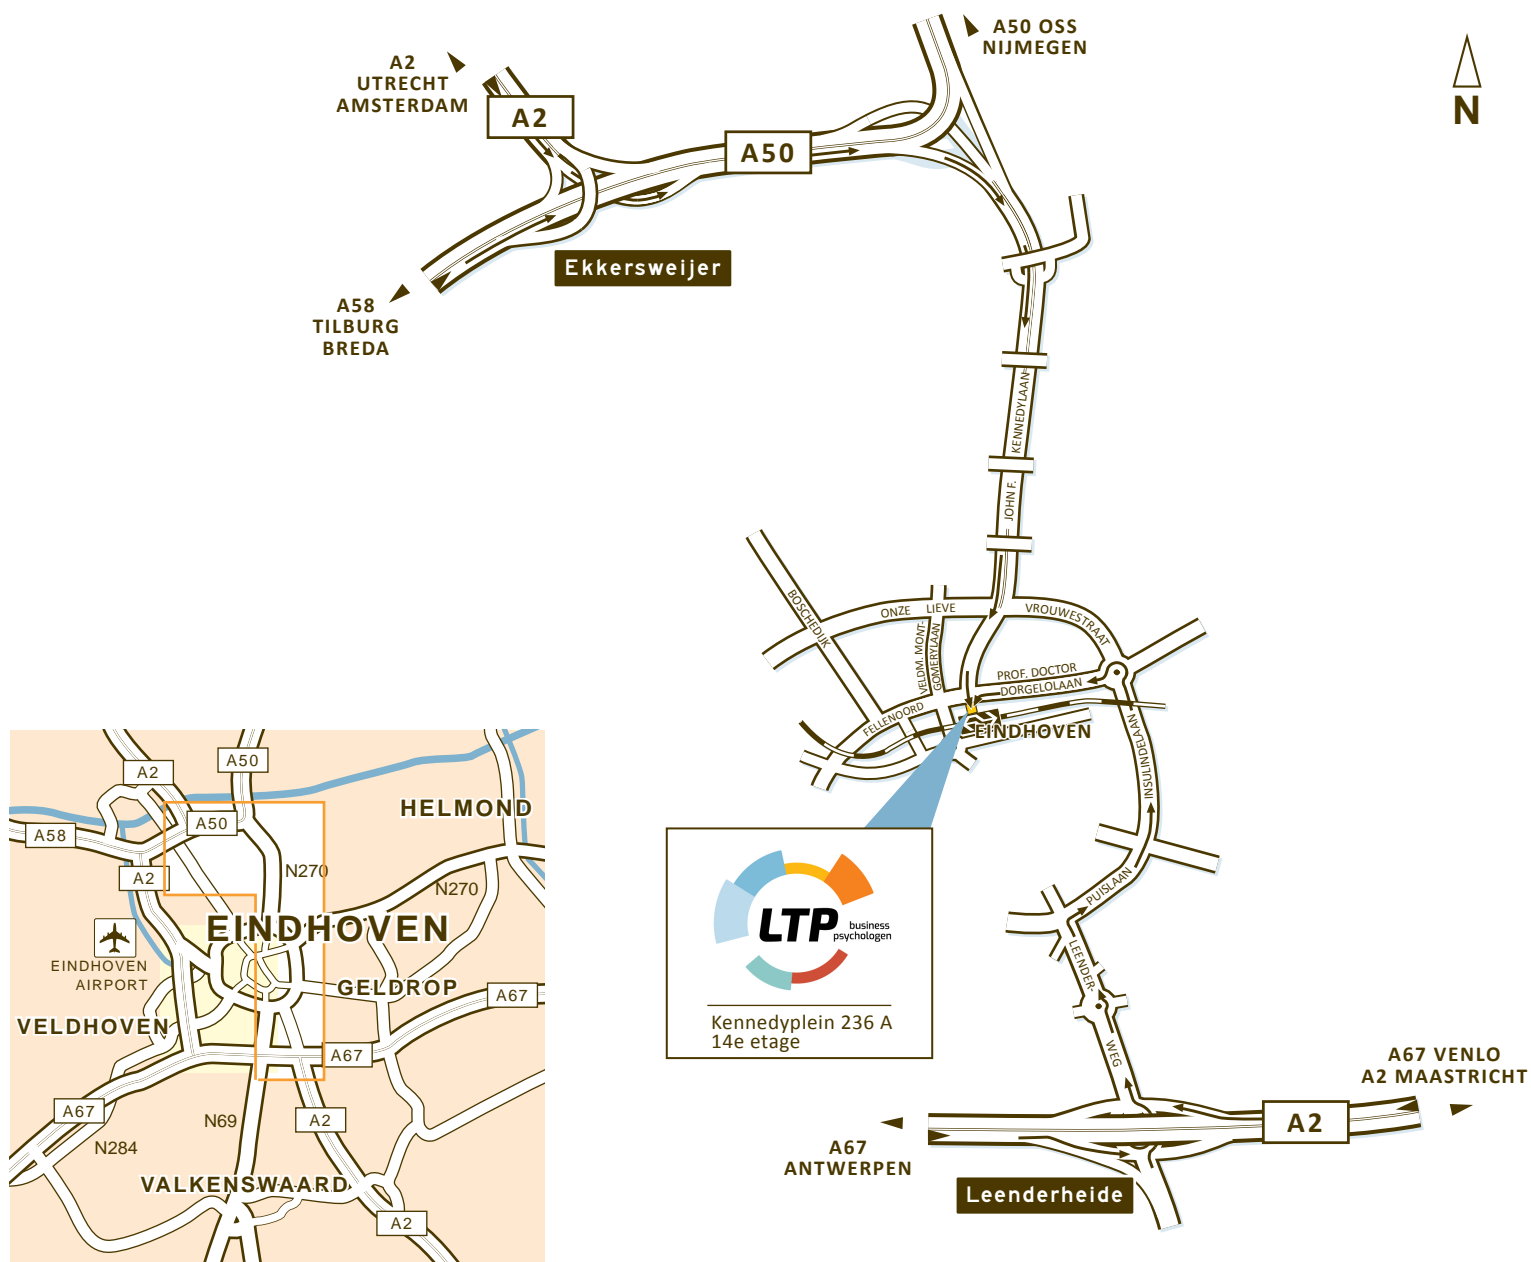 A50 OSS
NIJMEGEN
N
A2
UTRECHT
AMSTERDAM
A2
A50
Ekkersweijer
A58
TILBURG
BREDA
JOHN F.
KENNEDYLAAN
BOSCHEDIJK
ONZE LIEVE VROUWESTRAAT
VELDM. MONT-
GOMERYLAAN
PROF. DOCTOR
DORGELOLAAN
FELLENOORD
EINDHOVEN
INSULINDELAAN
PUISLAAN
LEENDER-
WEG
LTP
business
psychologen
Kennedyplein 236 A
14e etage
A67 VENLO
A2 MAASTRICHT
A2
A67
ANTWERPEN
Leenderheide
A2
A50
A50
A58
A2
HELMOND
N270
N270
EINDHOVEN
EINDHOVEN
AIRPORT
GELDROP
A67
VELDHOVEN
A67
A67
N69
A2
N284
VALKENSWAARD
A2